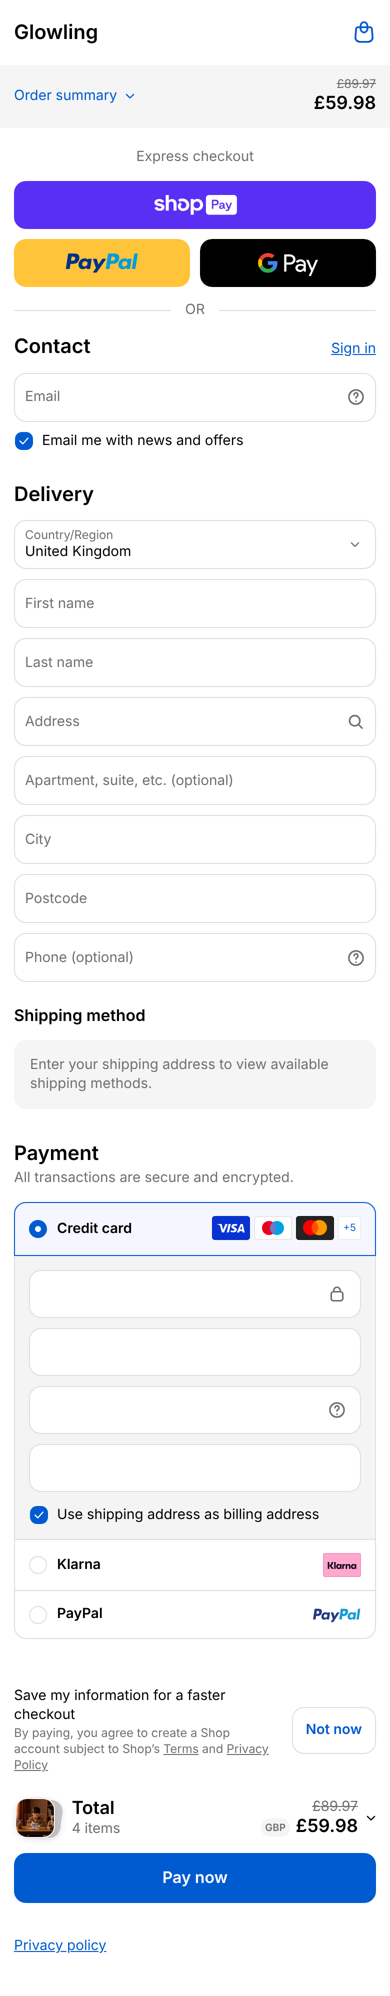 Glowling
Order summary
£89.97
£59.98
Express checkout
shop Pay
PayPal
G Pay
OR
Contact
Sign in
Email
Email me with news and offers
Delivery
Country/Region
United Kingdom
First name
Last name
Address
Apartment, suite, etc. (optional)
City
Postcode
Phone (optional)
Shipping method
Enter your shipping address to view available
shipping methods.
Payment
All transactions are secure and encrypted.
Credit card
VISA
+5
Use shipping address as billing address
Klarna
Klarna
PayPal
PayPal
Save my information for a faster
checkout
By paying, you agree to create a Shop
account subject to Shop's Terms and Privacy
Policy
Not now
Total
£89.97
4 items
GBP £59.98
Pay now
Privacy policy